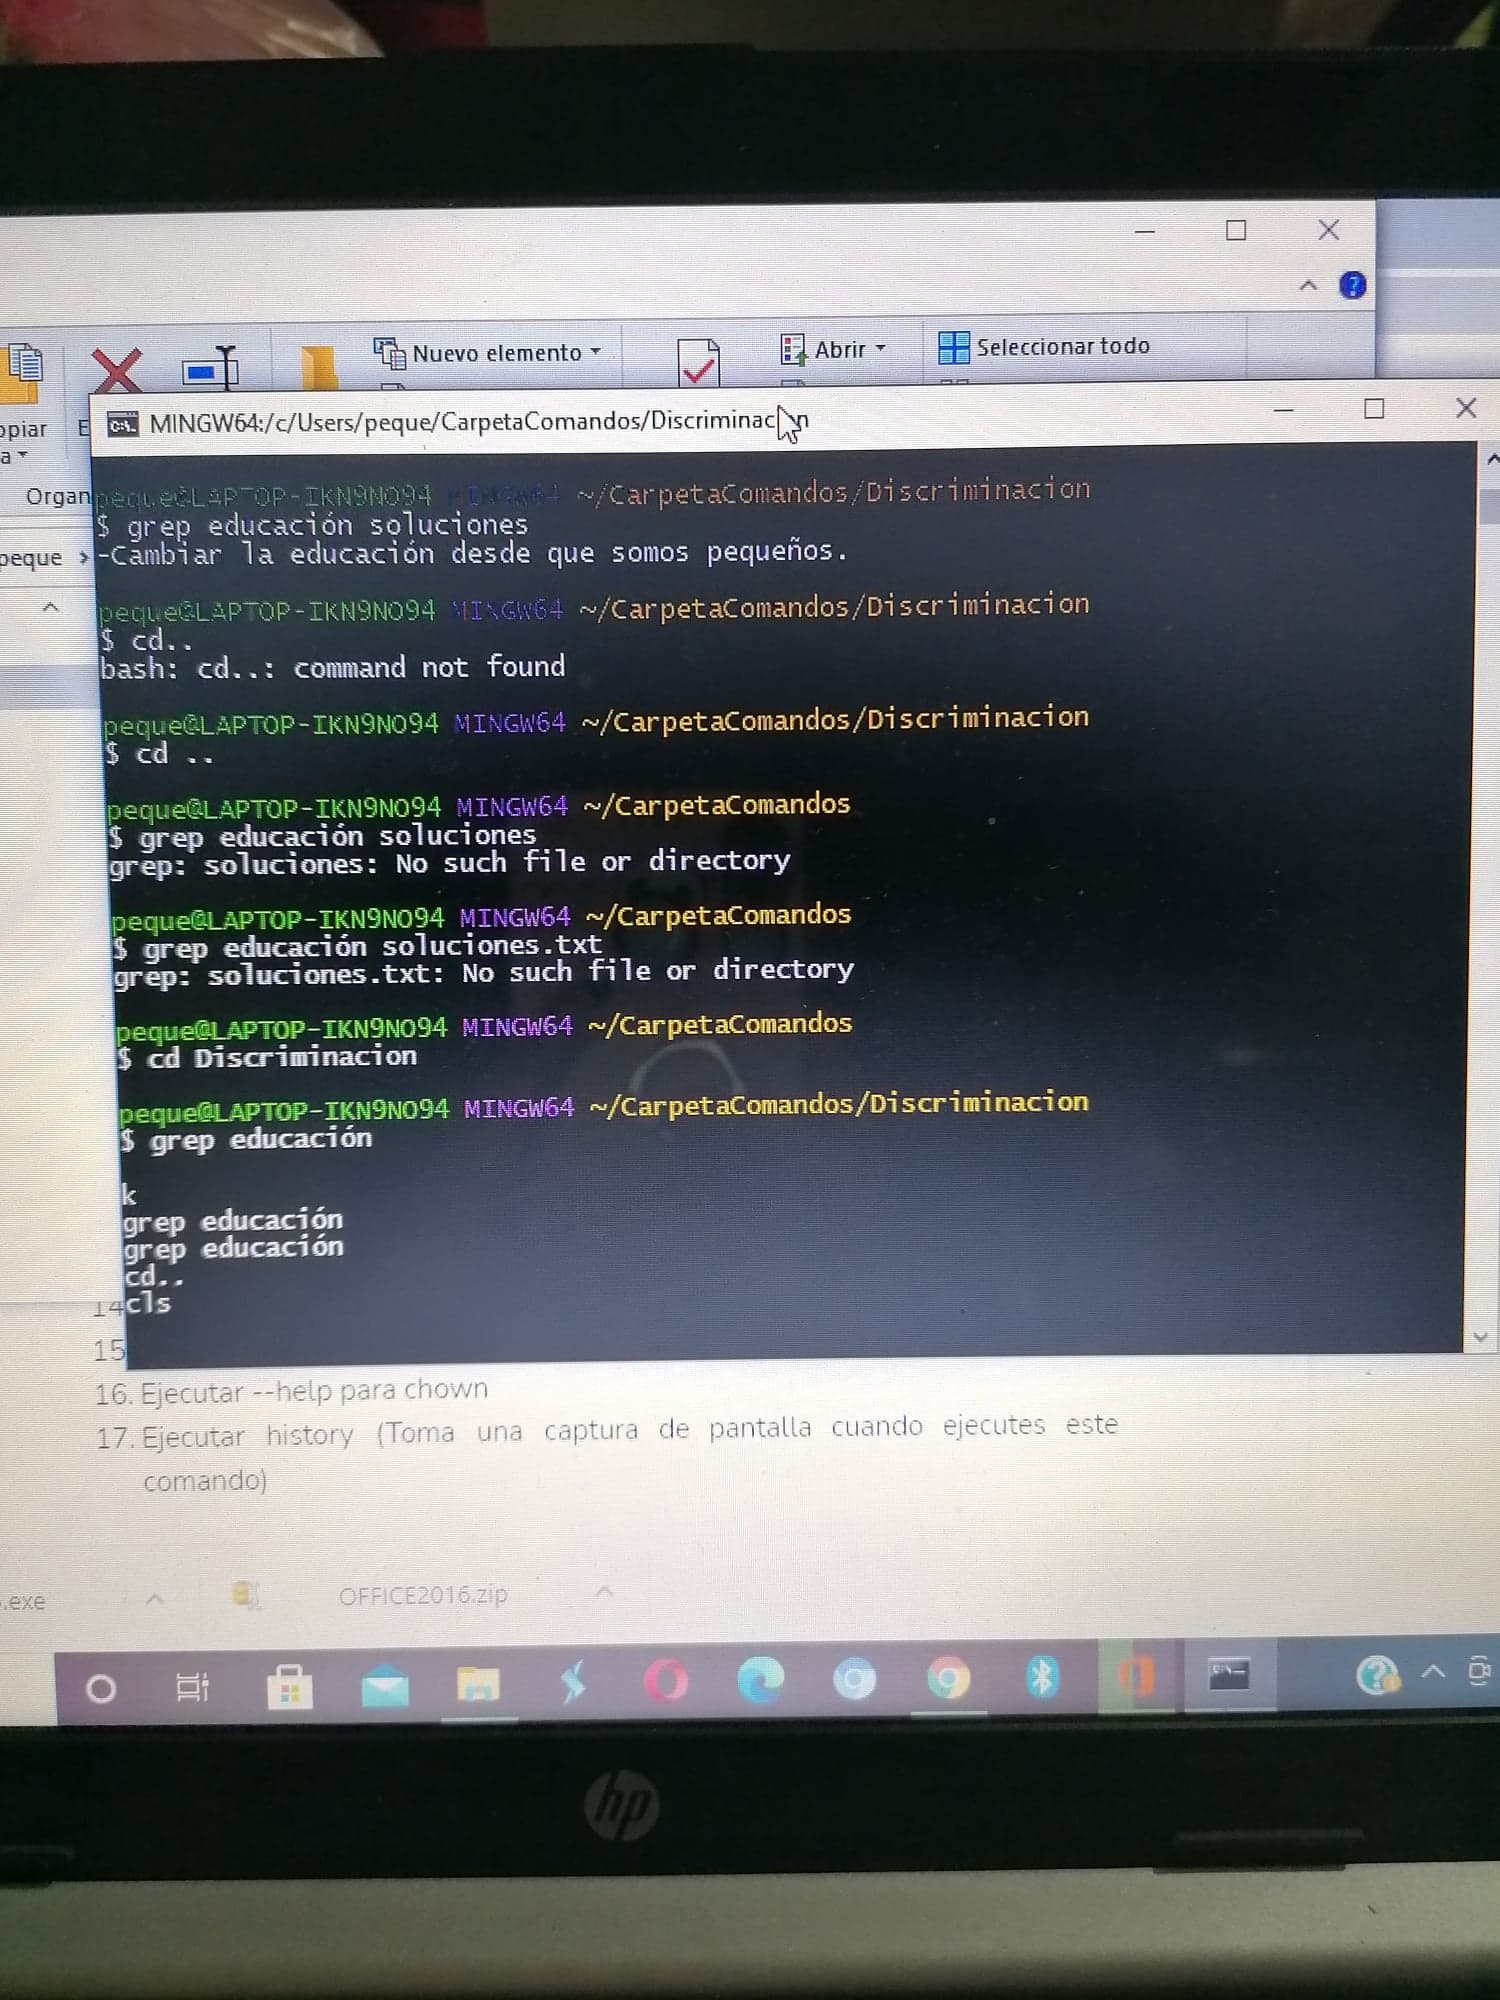 Nuevo elemento
Abrir
Seleccionar todo
opiar
E
a
Organ
peque
MINGW64:/c/Users/peque/CarpetaComandos/Discriminacion
peque@LAPTOP-IKN9NO94 MINGW64 ~/CarpetaComandos/Discriminacion
$ grep educación soluciones
-Cambiar la educación desde que somos pequeños.
peque@LAPTOP-IKN9NO94 MINGW64 ~/CarpetaComandos/Discriminacion
$ cd..
bash: cd..: command not found
peque@LAPTOP-IKN9NO94 MINGW64 ~/CarpetaComandos/Discriminacion
$ cd ..
peque@LAPTOP-IKN9NO94 MINGW64 ~/CarpetaComandos
$ grep educación soluciones
grep: soluciones: No such file or directory
peque@LAPTOP-IKN9NO94 MINGW64 ~/CarpetaComandos
$ grep educación soluciones.txt
grep: soluciones.txt: No such file or directory
peque@LAPTOP-IKN9NO94 MINGW64 ~/CarpetaComandos
$ cd Discriminacion
peque@LAPTOP-IKN9NO94 MINGW64 ~/CarpetaComandos/Discriminacion
$ grep educación
k
grep educación
grep educación
cd..
cls
14
15
16. Ejecutar --help para chown
17. Ejecutar history (Toma una captura de pantalla cuando ejecutes este
comando)
.exe
OFFICE2016.zip
hp